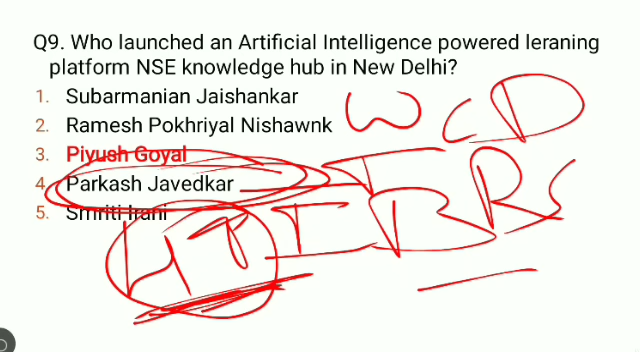 Q9. Who launched an Artificial Intelligence powered leraning
platform NSE knowledge hub in New Delhi?
1. Subarmanian Jaishankar
2. Ramesh Pokhriyal Nishawnk
3. Piyush Goyal
4. Parkash Javedkar
5. Smriti Irani
WCD